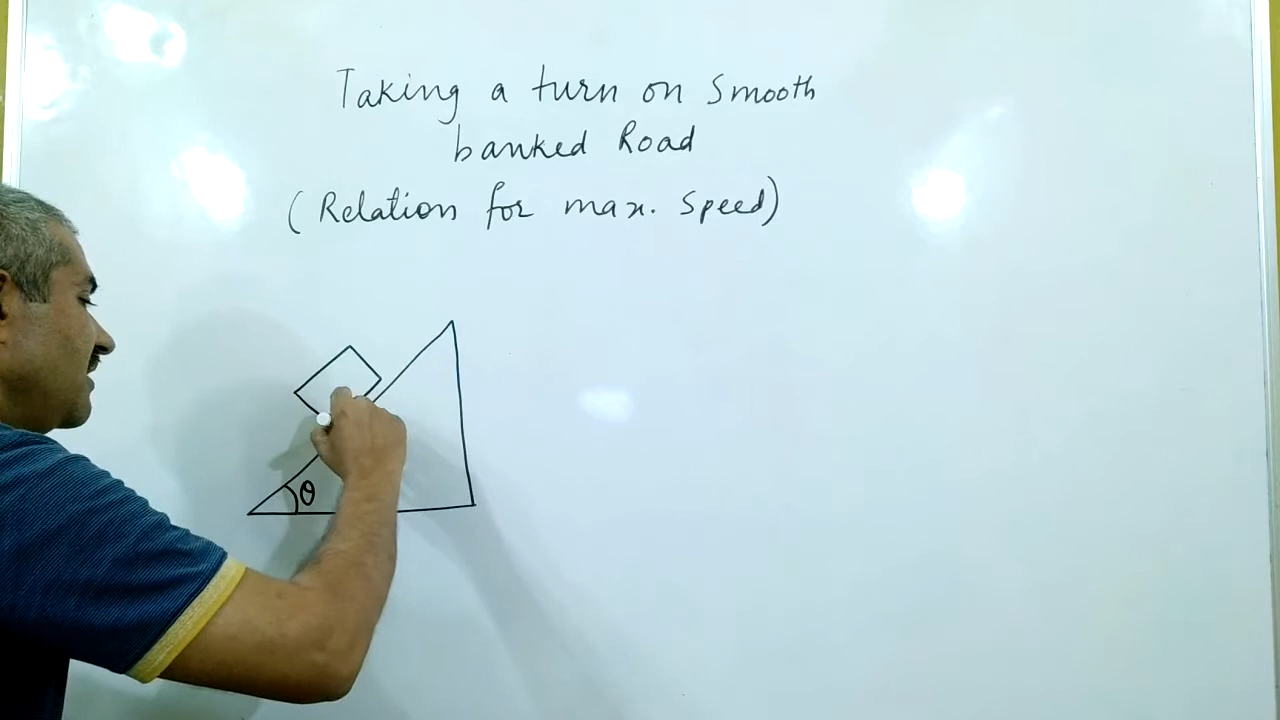 Taking a turn on smooth
banked Road
(Relation for max. speed)
θ